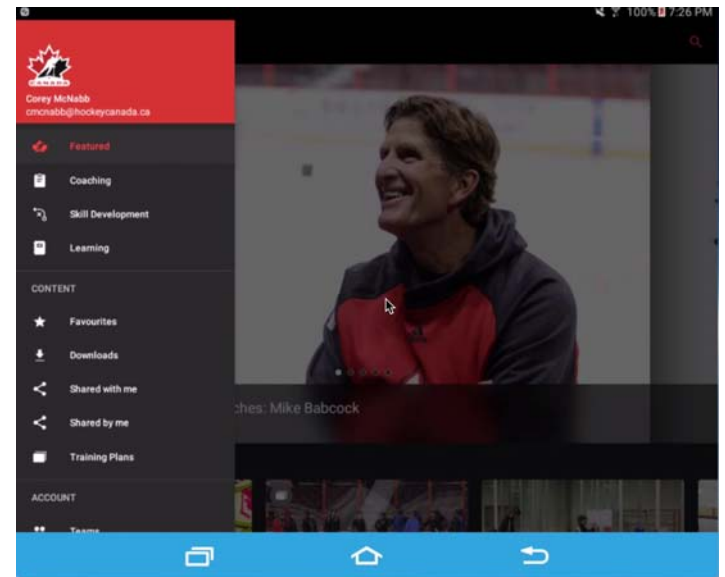 100% 7:26 PM
CANADA
Corey McNabb
cmcnabb@hockeycanada.ca
Featured
Coaching
Skill Development
Learning
CONTENT
Favourites
Downloads
Shared with me
Shared by me
Training Plans
ACCOUNT
Teams
ches: Mike Babcock